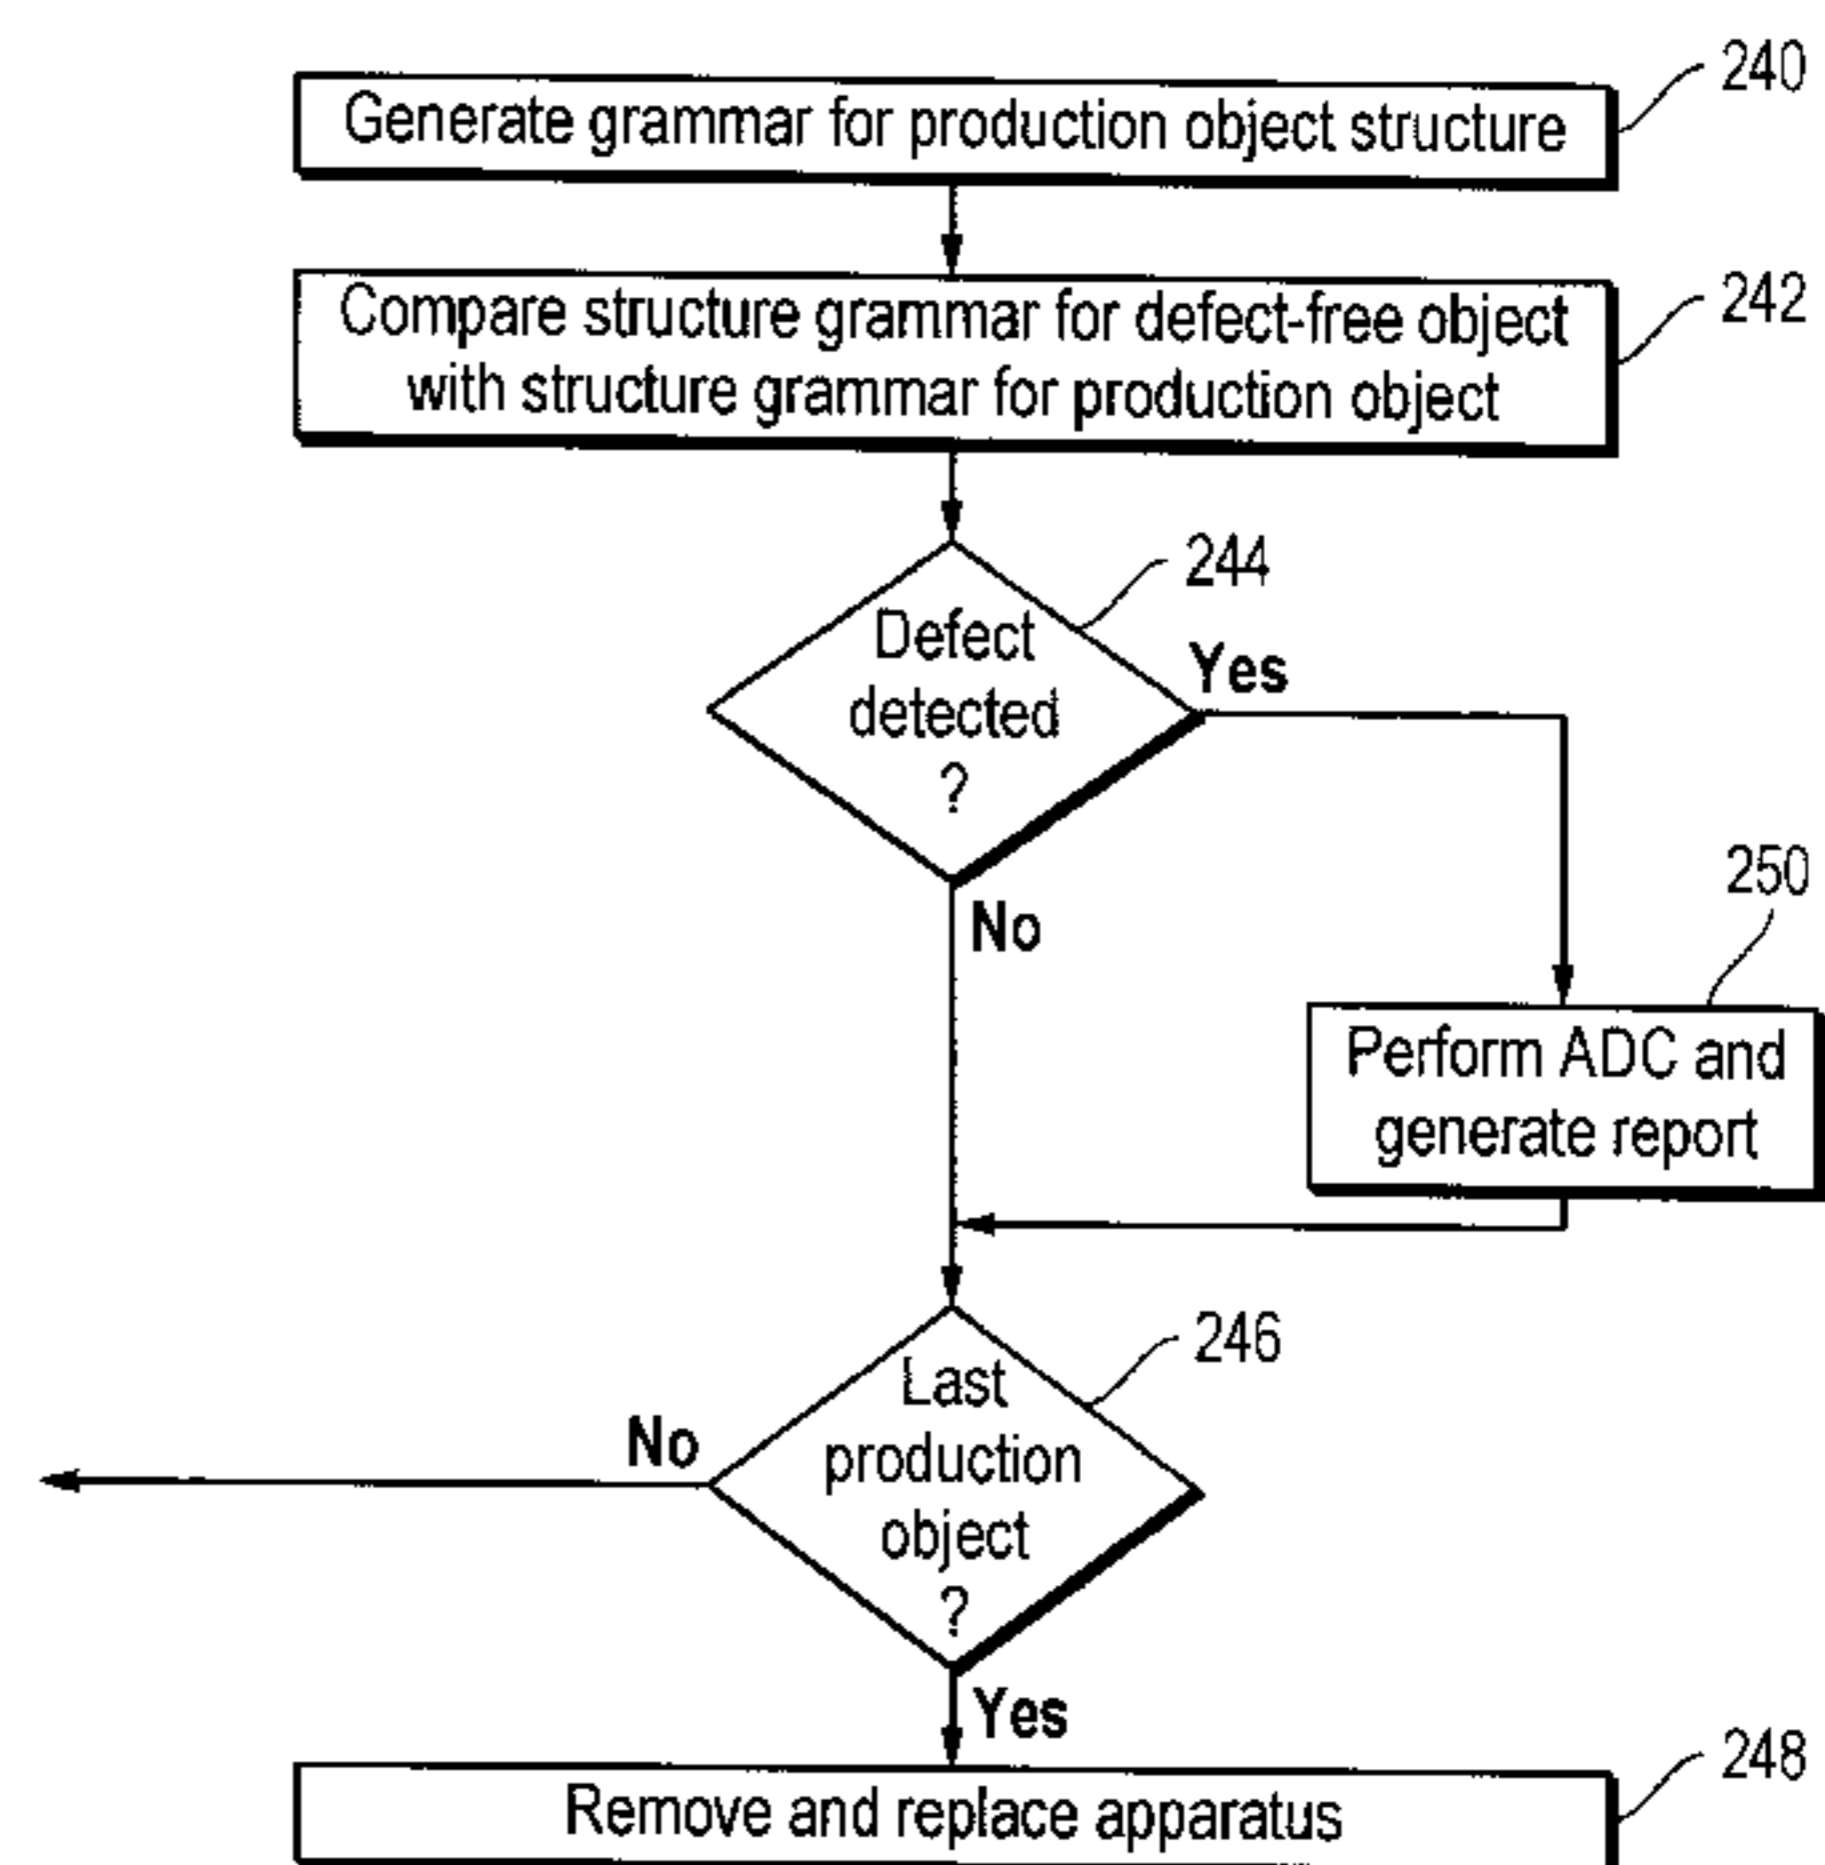 240
Generate grammar for production object structure
242
Compare structure grammar for defect-free object
with structure grammar for production object
244
Defect
detected
?
Yes
No
250
Perform ADC and
generate report
246
Last
production
object
?
No
Yes
248
Remove and replace apparatus